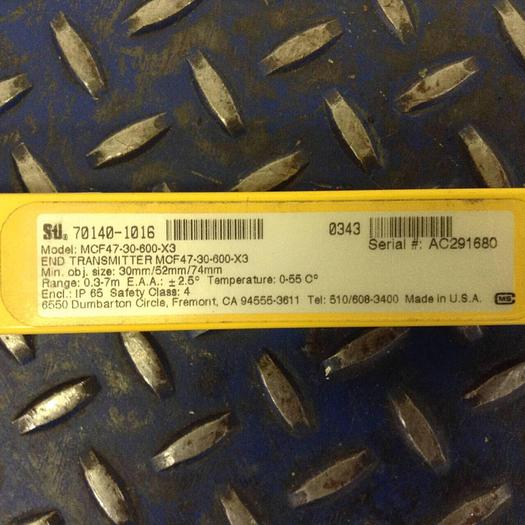 STI. 70140-1016 0343
Model: MCF47-30-600-X3 Serial #: AC291680
END TRANSMITTER MCF47-30-600-X3
Min. obj. size: 30mm/52mm/74mm
Range: 0.3-7m E.A.A.: ±2.5° Temperature: 0-55 C°
Encl.: IP 65 Safety Class: 4
6550 Dumbarton Circle, Fremont, CA 94555-3611 Tel: 510/608-3400 Made in U.S.A.
MS